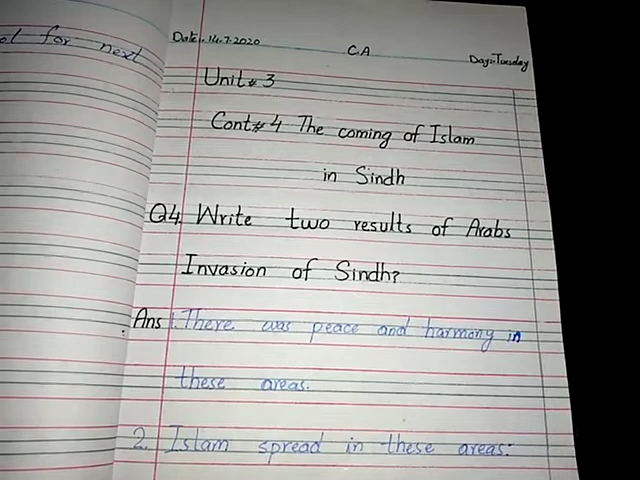 ol for next
Date:- 14.7.2020 C.A Day:-Tuesday
Unit# 3
Cont# 4 The coming of Islam
in Sindh
Q4. Write two results of Arabs
Invasion of Sindh?
Ans 1. There was peace and harmony in
these areas.
2. Islam spread in these areas.